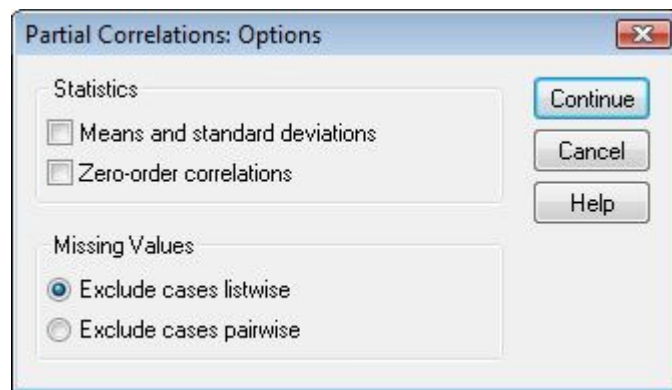 Partial Correlations: Options
Statistics
Means and standard deviations
Zero-order correlations
Missing Values
Exclude cases listwise
Exclude cases pairwise
Continue
Cancel
Help